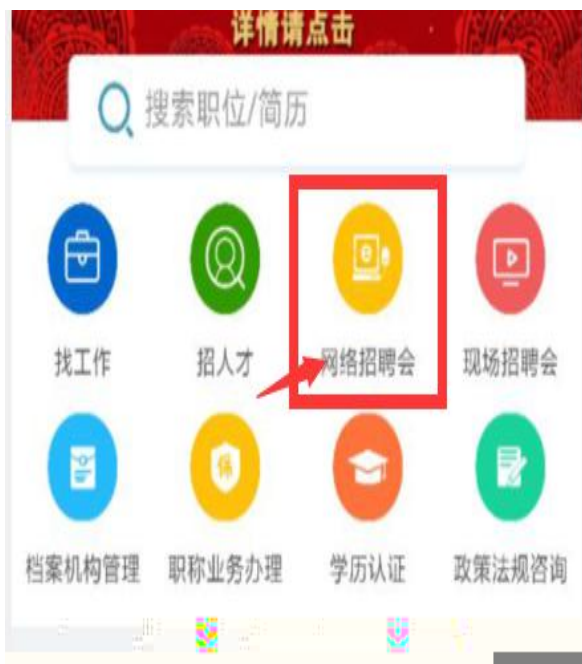 详情请点击
搜索职位/简历
找工作 招人才 网络招聘会 现场招聘会
保
档案机构管理 职称业务办理 学历认证 政策法规咨询